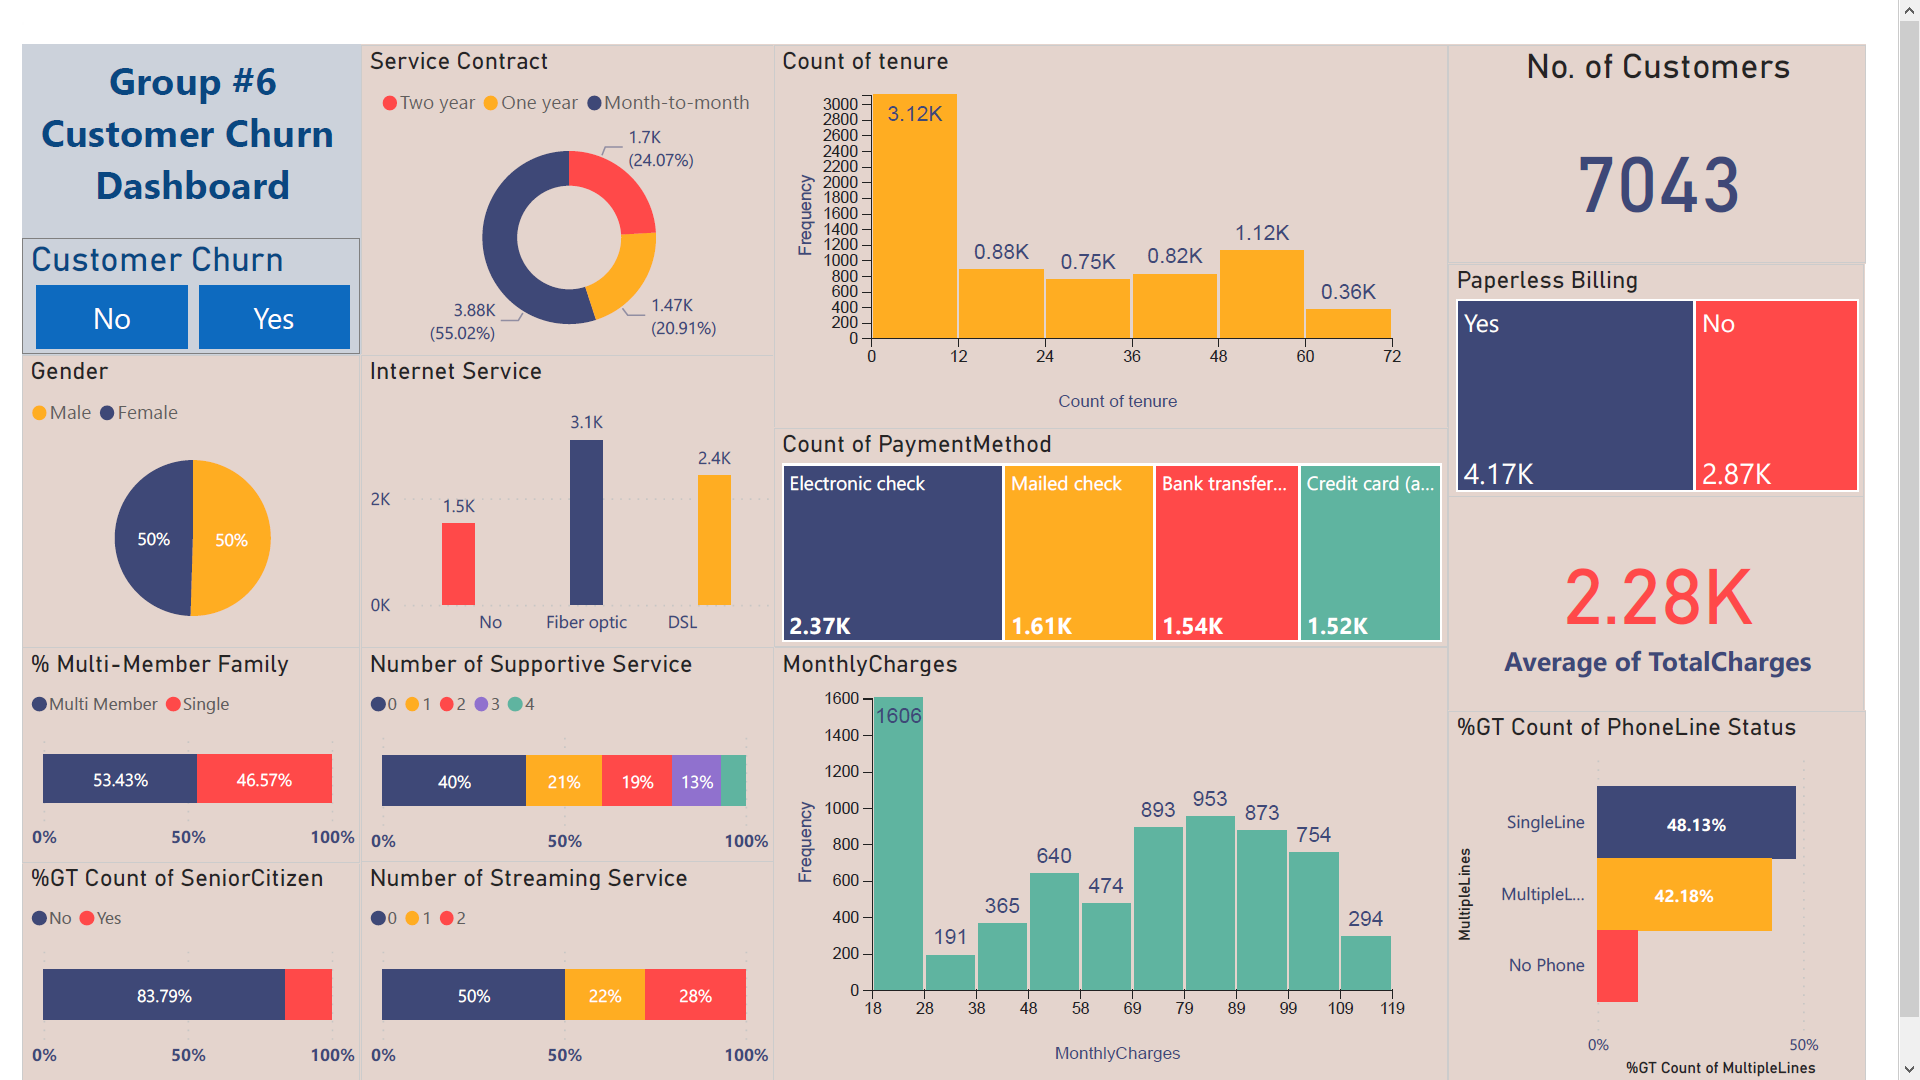 Group #6
Customer Churn
Dashboard
Customer Churn
No Yes
Gender
Male Female
50% 50%
% Multi-Member Family
Multi Member Single
53.43% 46.57%
0% 50% 100%
%GT Count of SeniorCitizen
No Yes
83.79%
0% 50% 100%
Service Contract
Two year One year Month-to-month
1.7K
(24.07%)
1.47K
(20.91%)
3.88K
(55.02%)
Internet Service
3.1K
2.4K
1.5K
2K
0K
No Fiber optic DSL
Number of Supportive Service
0 1 2 3 4
40% 21% 19% 13%
0% 50% 100%
Number of Streaming Service
0 1 2
50% 22% 28%
0% 50% 100%
Count of tenure
Frequency
3000
2800
2600
2400
2200
2000
1800
1600
1400
1200
1000
800
600
400
200
0
3.12K 0.88K 0.75K 0.82K 1.12K 0.36K
0 12 24 36 48 60 72
Count of tenure
Count of PaymentMethod
Electronic check Mailed check Bank transfer... Credit card (a...
2.37K 1.61K 1.54K 1.52K
MonthlyCharges
Frequency
1600
1400
1200
1000
800
600
400
200
0
1606 191 365 640 474 893 953 873 754 294
18 28 38 48 58 69 79 89 99 109 119
MonthlyCharges
No. of Customers
7043
Paperless Billing
Yes No
4.17K 2.87K
2.28K
Average of TotalCharges
%GT Count of PhoneLine Status
MultipleLines
SingleLine 48.13%
MultipleL... 42.18%
No Phone
0% 50%
%GT Count of MultipleLines